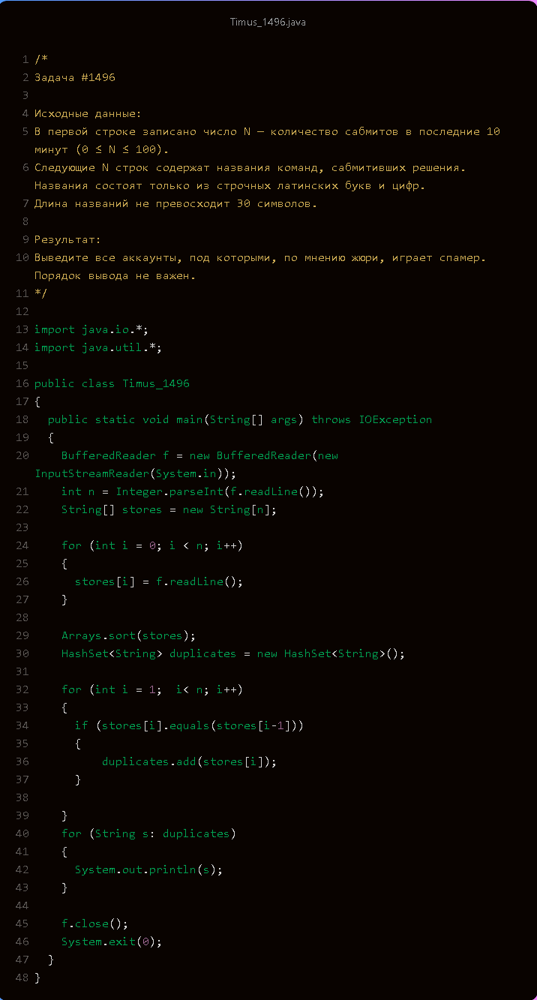 Timus_1496.java
1 /*
2 Задача #1496
3
4 Исходные данные:
5 В первой строке записано число N — количество сабмитов в последние 10
минут (0 ≤ N ≤ 100).
6 Следующие N строк содержат названия команд, сабмитивших решения.
Названия состоят только из строчных латинских букв и цифр.
7 Длина названий не превосходит 30 символов.
8
9 Результат:
10 Выведите все аккаунты, под которыми, по мнению жюри, играет спамер.
Порядок вывода не важен.
11 */
12
13 import java.io.*;
14 import java.util.*;
15
16 public class Timus_1496
17 {
18   public static void main(String[] args) throws IOException
19   {
20     BufferedReader f = new BufferedReader(new
InputStreamReader(System.in));
21     int n = Integer.parseInt(f.readLine());
22     String[] stores = new String[n];
23
24     for (int i = 0; i < n; i++)
25     {
26       stores[i] = f.readLine();
27     }
28
29     Arrays.sort(stores);
30     HashSet<String> duplicates = new HashSet<String>();
31
32     for (int i = 1;  i< n; i++)
33     {
34       if (stores[i].equals(stores[i-1]))
35       {
36           duplicates.add(stores[i]);
37       }
38
39     }
40     for (String s: duplicates)
41     {
42       System.out.println(s);
43     }
44
45     f.close();
46     System.exit(0);
47   }
48 }